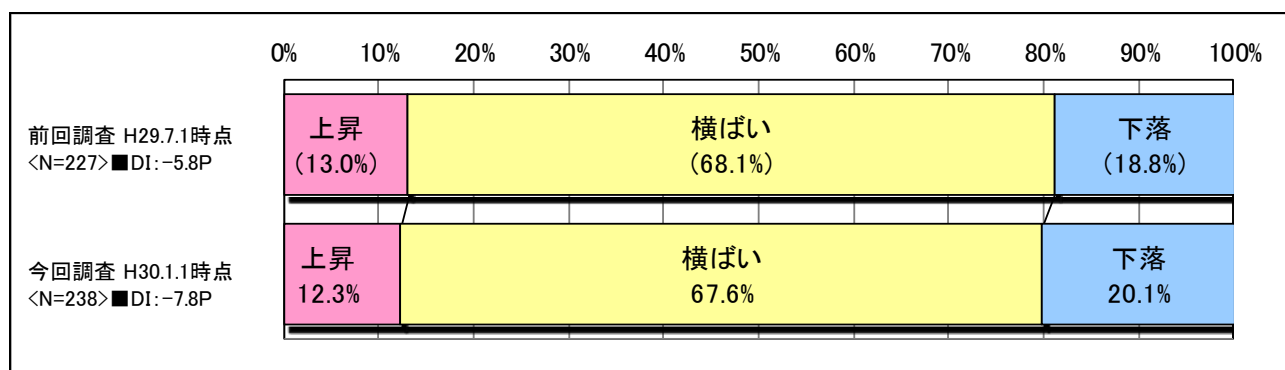 0% 10% 20% 30% 40% 50% 60% 70% 80% 90% 100%
前回調査 H29.7.1時点
<N=227>■DI:-5.8P
上昇
(13.0%)
横ばい
(68.1%)
下落
(18.8%)
今回調査 H30.1.1時点
<N=238>■DI:-7.8P
上昇
12.3%
横ばい
67.6%
下落
20.1%